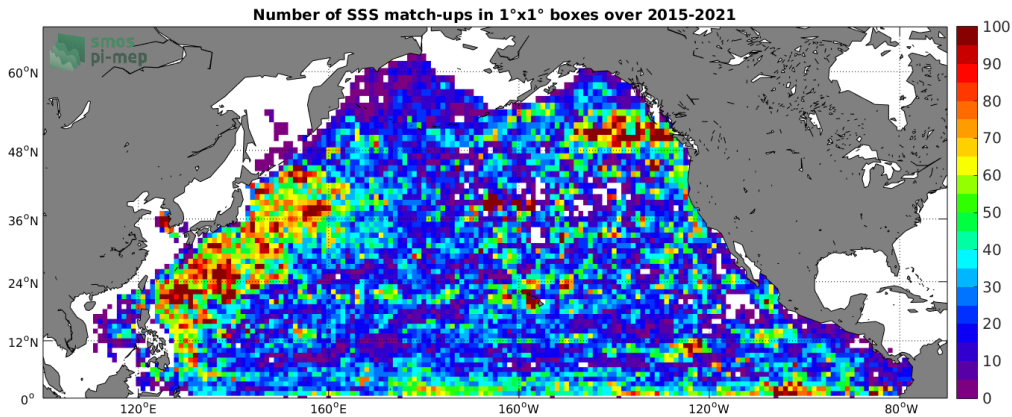 Number of SSS match-ups in 1°x1° boxes over 2015-2021
smos
pi-mep
60°N
48°N
36°N
24°N
12°N
0°
120°E
160°E
160°W
120°W
80°W
100
90
80
70
60
50
40
30
20
10
0